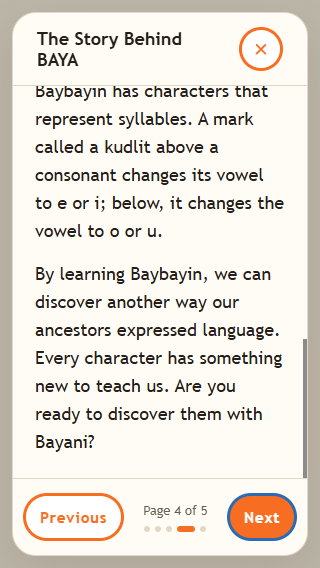 The Story Behind
BAYA
Baybayin has characters that
represent syllables. A mark
called a kudlit above a
consonant changes its vowel
to e or i; below, it changes the
vowel to o or u.
By learning Baybayin, we can
discover another way our
ancestors expressed language.
Every character has something
new to teach us. Are you
ready to discover them with
Bayani?
Previous
Page 4 of 5
Next